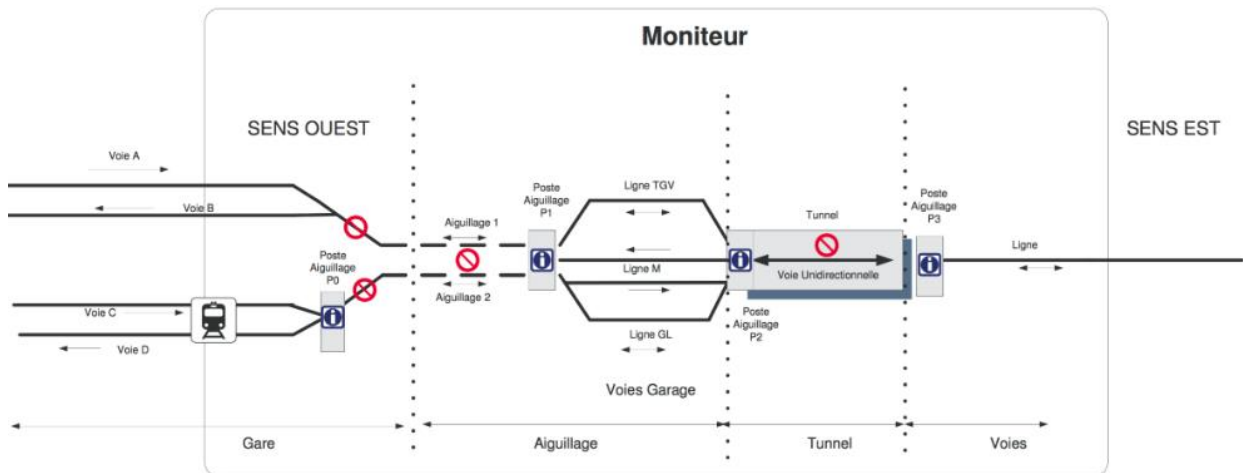 Moniteur
SENS OUEST
SENS EST
Voie A
Voie B
Aiguillage 1
Aiguillage 2
Poste
Aiguillage
P1
Ligne TGV
Ligne M
Ligne GL
Tunnel
Voie Unidirectionnelle
Poste
Aiguillage
P3
Ligne
Poste
Aiguillage
P0
Voie C
Voie D
Poste
Aiguillage
P2
Voies Garage
Gare
Aiguillage
Tunnel
Voies